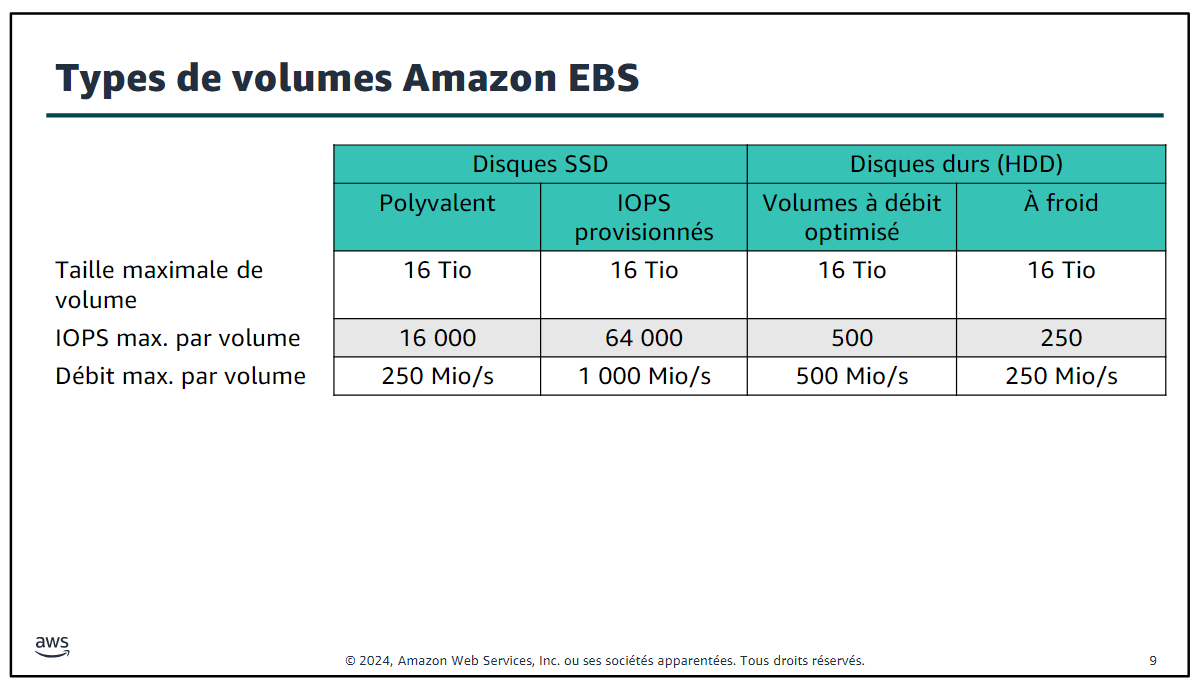 Types de volumes Amazon EBS
Disques SSD Disques durs (HDD)
Polyvalent IOPS provisionnés Volumes à débit optimisé À froid
Taille maximale de volume 16 Tio 16 Tio 16 Tio 16 Tio
IOPS max. par volume 16 000 64 000 500 250
Débit max. par volume 250 Mio/s 1 000 Mio/s 500 Mio/s 250 Mio/s
aws
© 2024, Amazon Web Services, Inc. ou ses sociétés apparentées. Tous droits réservés. 9